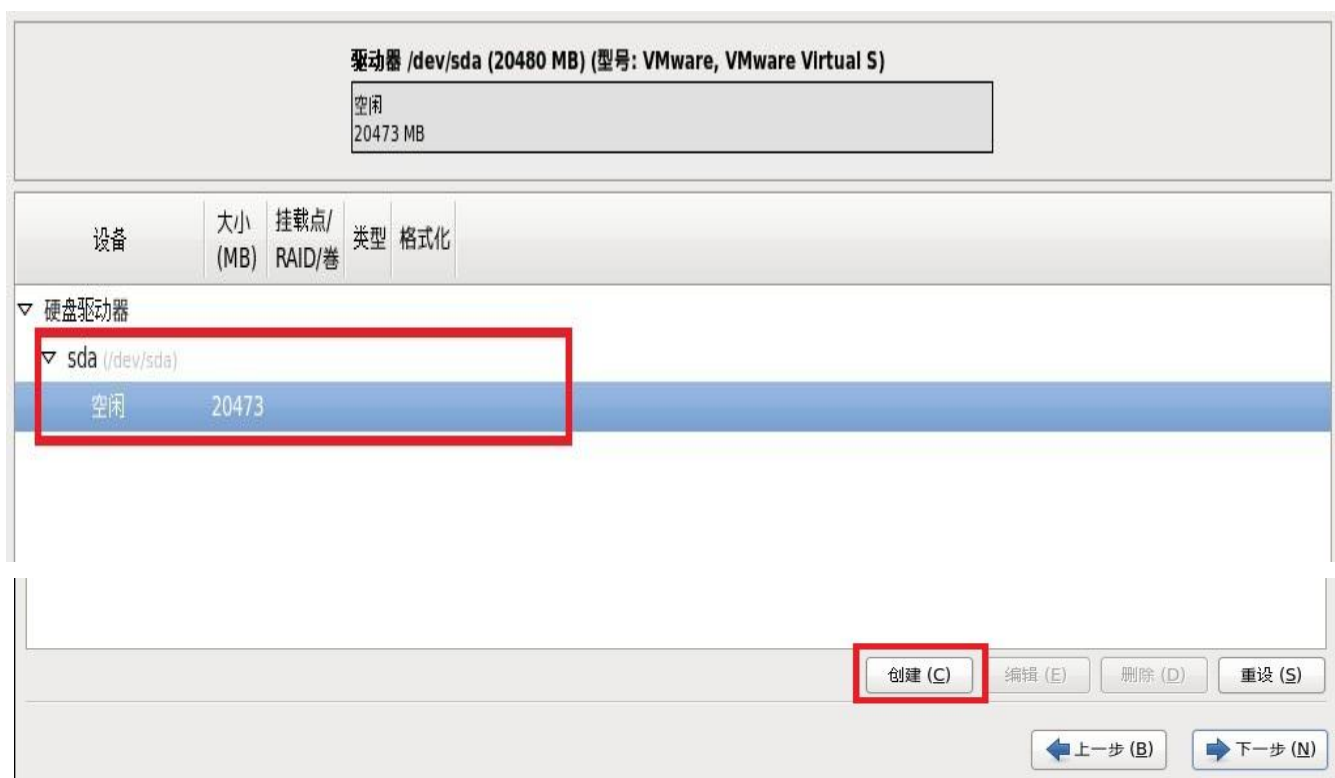 驱动器 /dev/sda (20480 MB) (型号: VMware, VMware Virtual S)
空闲
20473 MB
设备
大小
(MB)
挂载点/
RAID/卷
类型
格式化
硬盘驱动器
sda (/dev/sda)
空闲 20473
创建 (C) 编辑 (E) 删除 (D) 重设 (S)
上一步 (B) 下一步 (N)